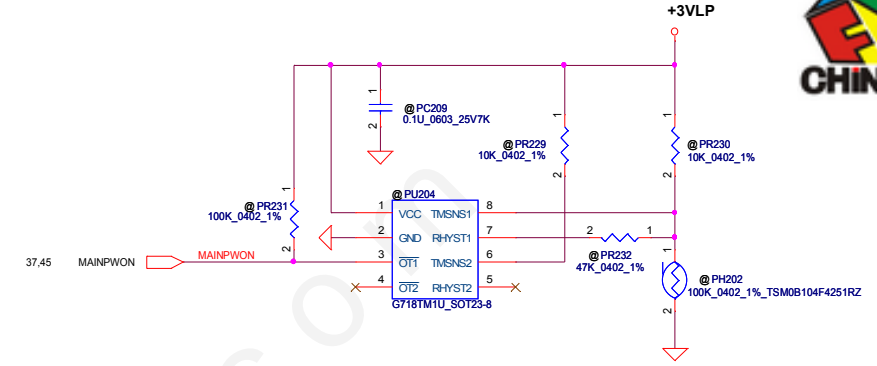 +3VLP
CHiN
1
@PC209
0.1U_0603_25V7K
2
1
@PR229
10K_0402_1%
2
1
@PR230
10K_0402_1%
2
1
@PR231
100K_0402_1%
2
@PU204
1 VCC TMSNS1 8
2 GND RHYST1 7
3 OT1 TMSNS2 6
4 OT2 RHYST2 5
G718TM1U_SOT23-8
2 1
@PR232
47K_0402_1%
37,45 MAINPWON MAINPWON
1
@PH202
100K_0402_1%_TSM0B104F4251RZ
2
com